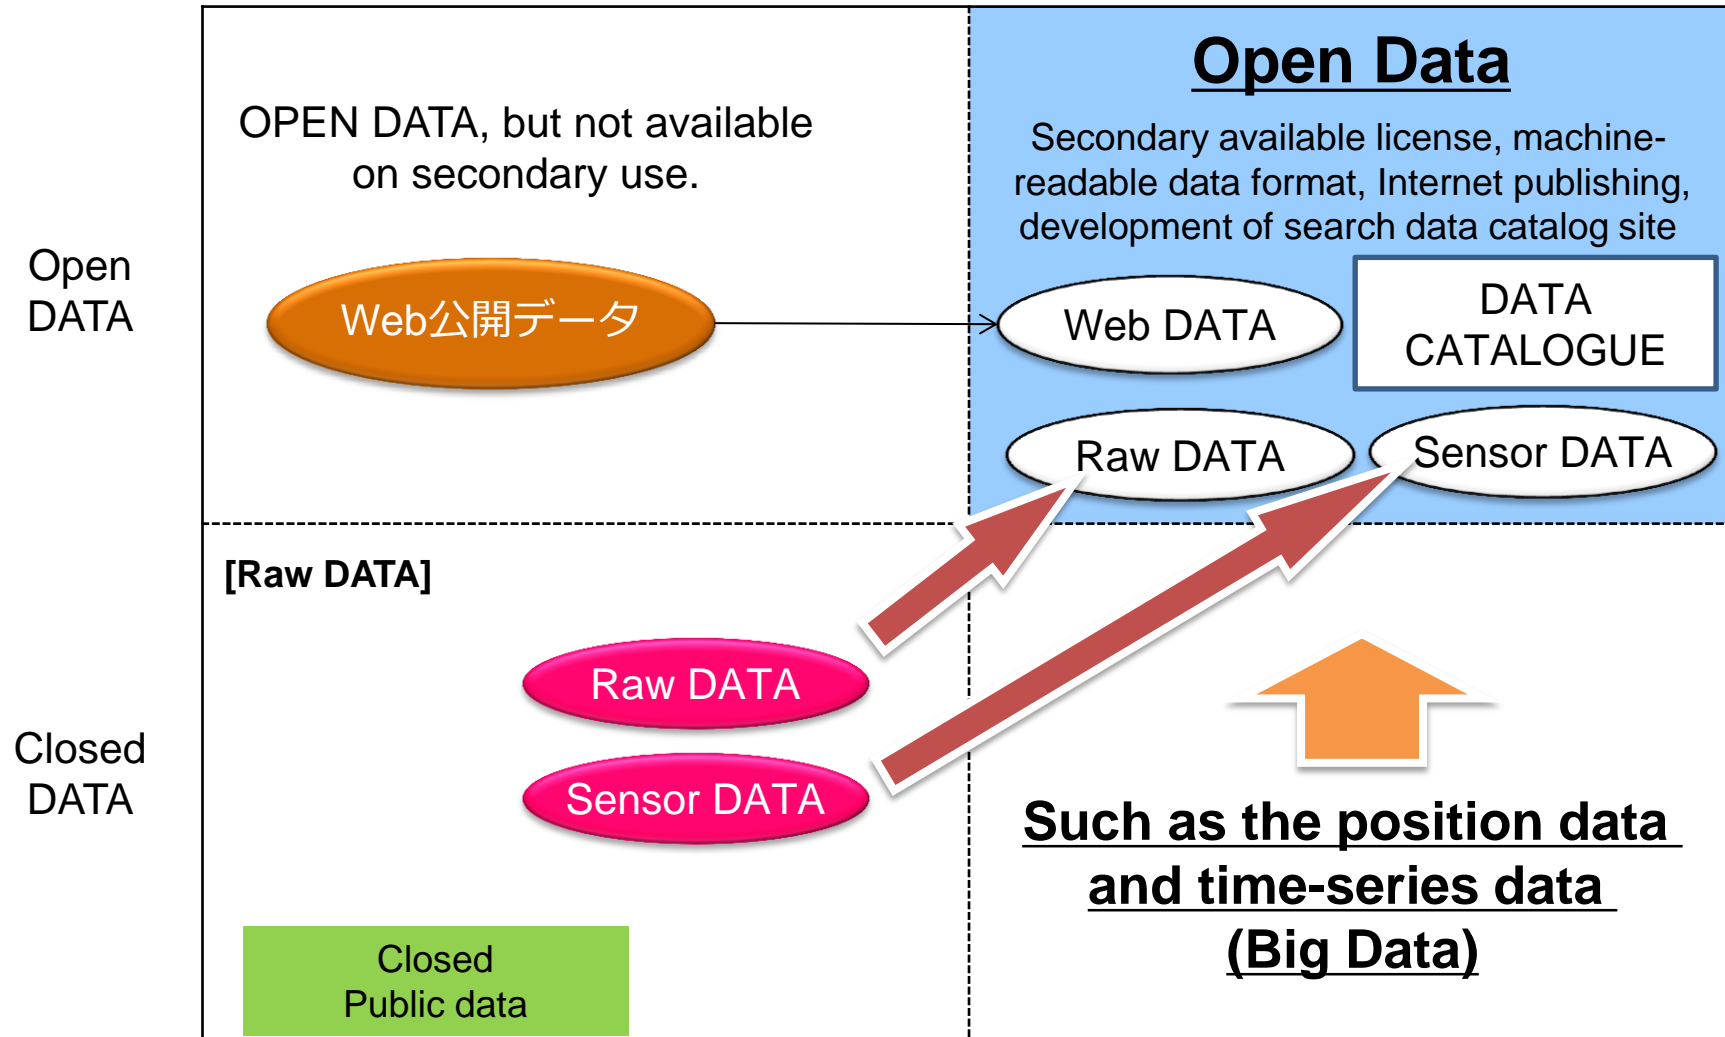 Open
DATA
OPEN DATA, but not available
on secondary use.
Web公開データ
Open Data
Secondary available license, machine-
readable data format, Internet publishing,
development of search data catalog site
Web DATA
DATA
CATALOGUE
Raw DATA
Sensor DATA
Closed
DATA
[Raw DATA]
Raw DATA
Sensor DATA
Closed
Public data
Such as the position data
and time-series data
(Big Data)